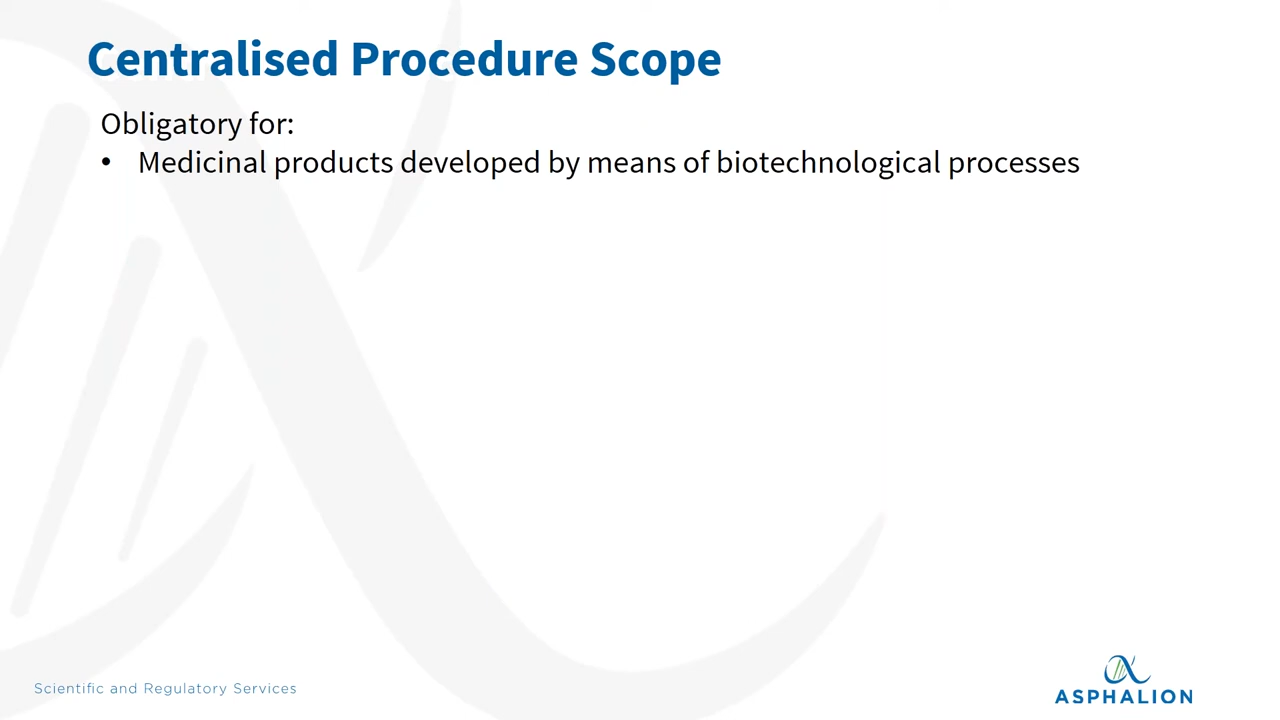 Centralised Procedure Scope
Obligatory for:
• Medicinal products developed by means of biotechnological processes
Scientific and Regulatory Services
ASPHALION